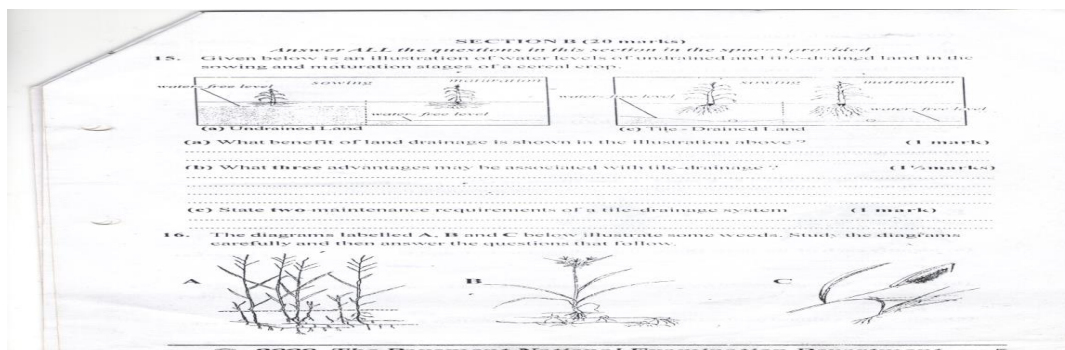 SECTION B (20 marks)
Answer ALL the questions in this section in the spaces provided
15. Given below is an illustration of water levels of undrained and tile-drained land in the
sowing and maturation stages of a cereal crop.
sowing maturation sowing maturation
water-free level water-free level
water-free level water-free level
(a) Undrained Land (c) Tile - Drained Land
(a) What benefit of land drainage is shown in the illustration above ? (1 mark)
(b) What three advantages may be associated with tile-drainage ? (1½marks)
(c) State two maintenance requirements of a tile-drainage system (1 mark)
16. The diagrams labelled A, B and C below illustrate some weeds. Study the diagrams
carefully and then answer the questions that follow.
A B C